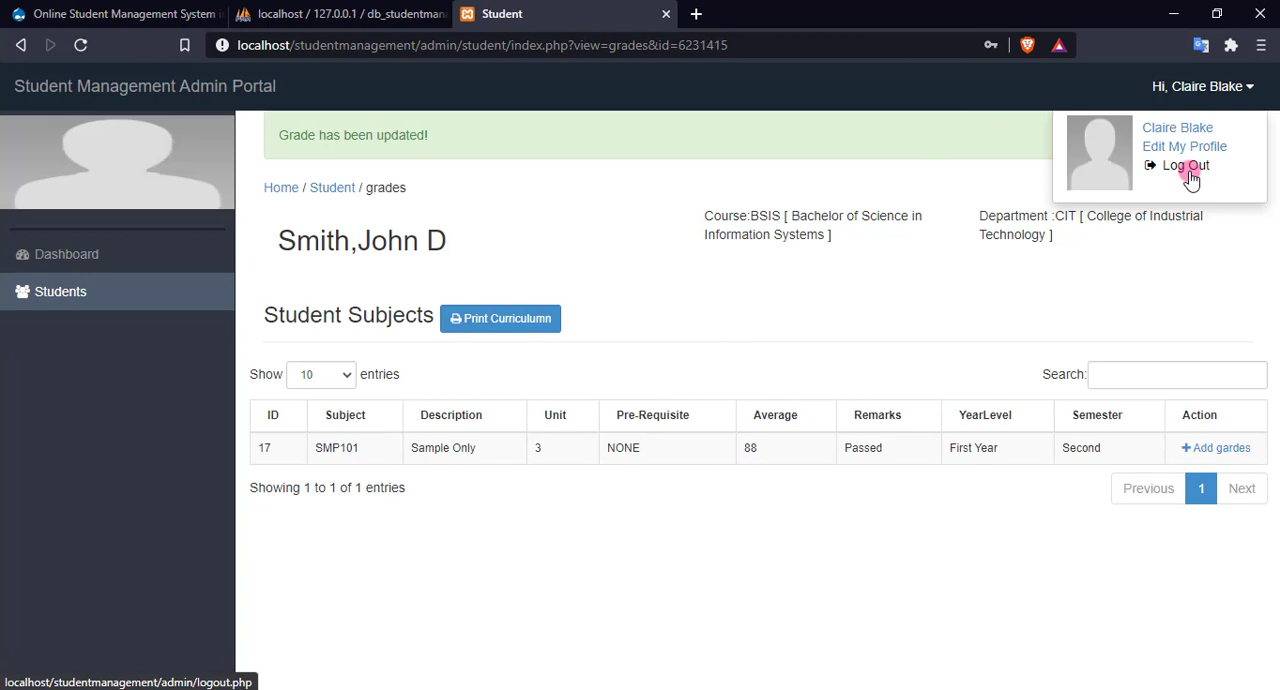 Online Student Management System i
localhost / 127.0.0.1 / db_studentman
Student
localhost/studentmanagement/admin/student/index.php?view=grades&id=6231415
Student Management Admin Portal
Hi, Claire Blake
Grade has been updated!
Claire Blake
Edit My Profile
Log Out
Home / Student / grades
Smith,John D
Course:BSIS [ Bachelor of Science in
Information Systems ]
Department :CIT [ College of Industrial
Technology ]
Dashboard
Students
Student Subjects
Print Curriculumn
Show 10 entries
Search:
ID Subject Description Unit Pre-Requisite Average Remarks YearLevel Semester Action
17 SMP101 Sample Only 3 NONE 88 Passed First Year Second + Add gardes
Showing 1 to 1 of 1 entries
Previous 1 Next
localhost/studentmanagement/admin/logout.php